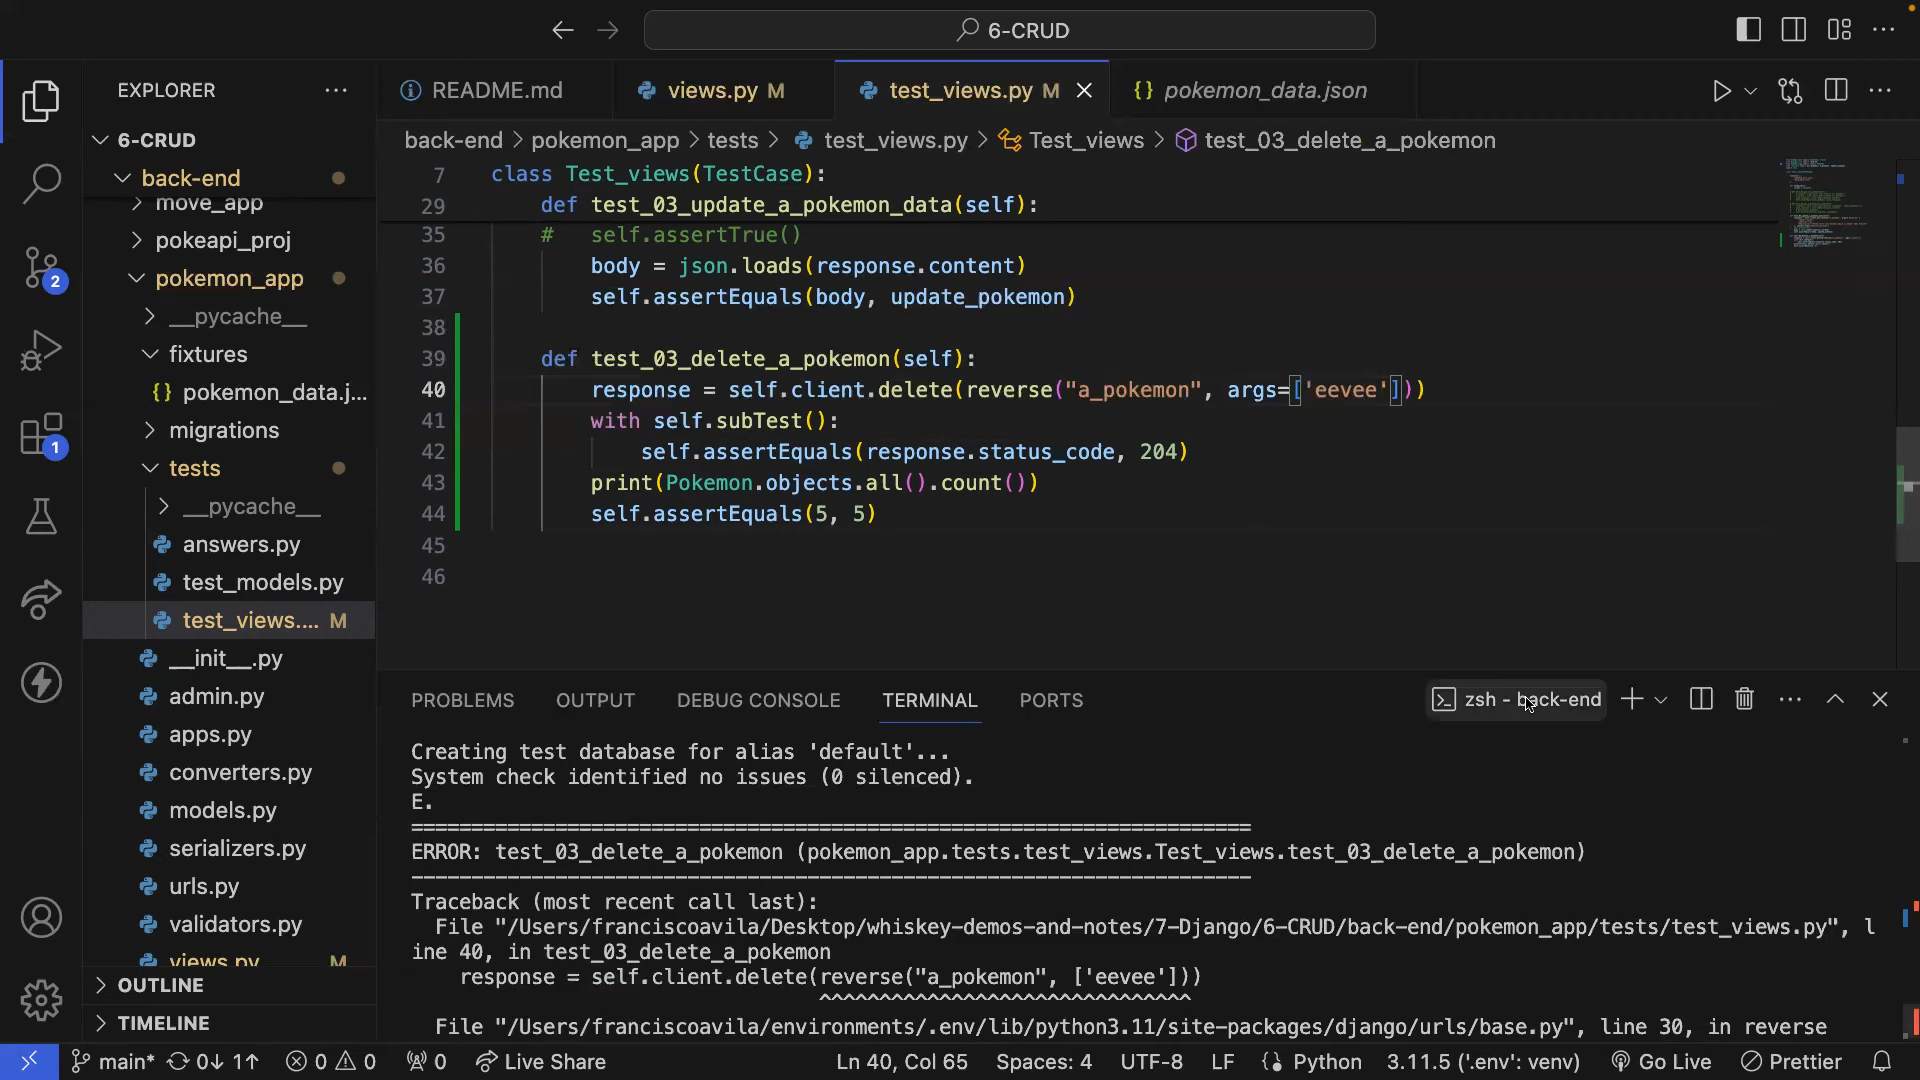 6-CRUD
EXPLORER
6-CRUD
back-end
move_app
pokeapi_proj
pokemon_app
__pycache__
fixtures
pokemon_data.j...
migrations
tests
__pycache__
answers.py
test_models.py
test_views.... M
__init__.py
admin.py
apps.py
converters.py
models.py
serializers.py
urls.py
validators.py
views.py M
OUTLINE
TIMELINE
2
1
README.md views.py M test_views.py M pokemon_data.json
back-end > pokemon_app > tests > test_views.py > Test_views > test_03_delete_a_pokemon
7 class Test_views(TestCase):
29 def test_03_update_a_pokemon_data(self):
35 # self.assertTrue()
36 body = json.loads(response.content)
37 self.assertEquals(body, update_pokemon)
38
39 def test_03_delete_a_pokemon(self):
40 response = self.client.delete(reverse("a_pokemon", args=['eevee']))
41 with self.subTest():
42 self.assertEquals(response.status_code, 204)
43 print(Pokemon.objects.all().count())
44 self.assertEquals(5, 5)
45
46
PROBLEMS OUTPUT DEBUG CONSOLE TERMINAL PORTS zsh - back-end
Creating test database for alias 'default'...
System check identified no issues (0 silenced).
E.
======================================================================
ERROR: test_03_delete_a_pokemon (pokemon_app.tests.test_views.Test_views.test_03_delete_a_pokemon)
----------------------------------------------------------------------
Traceback (most recent call last):
File "/Users/franciscoavila/Desktop/whiskey-demos-and-notes/7-Django/6-CRUD/back-end/pokemon_app/tests/test_views.py", l
ine 40, in test_03_delete_a_pokemon
response = self.client.delete(reverse("a_pokemon", ['eevee']))
^^^^^^^^^^^^^^^^^^^^^^^^^^^^^^^
File "/Users/franciscoavila/environments/.env/lib/python3.11/site-packages/django/urls/base.py", line 30, in reverse
main* 0↓ 1↑ 0 0 0 Live Share Ln 40, Col 65 Spaces: 4 UTF-8 LF Python 3.11.5 ('.env': venv) Go Live Prettier